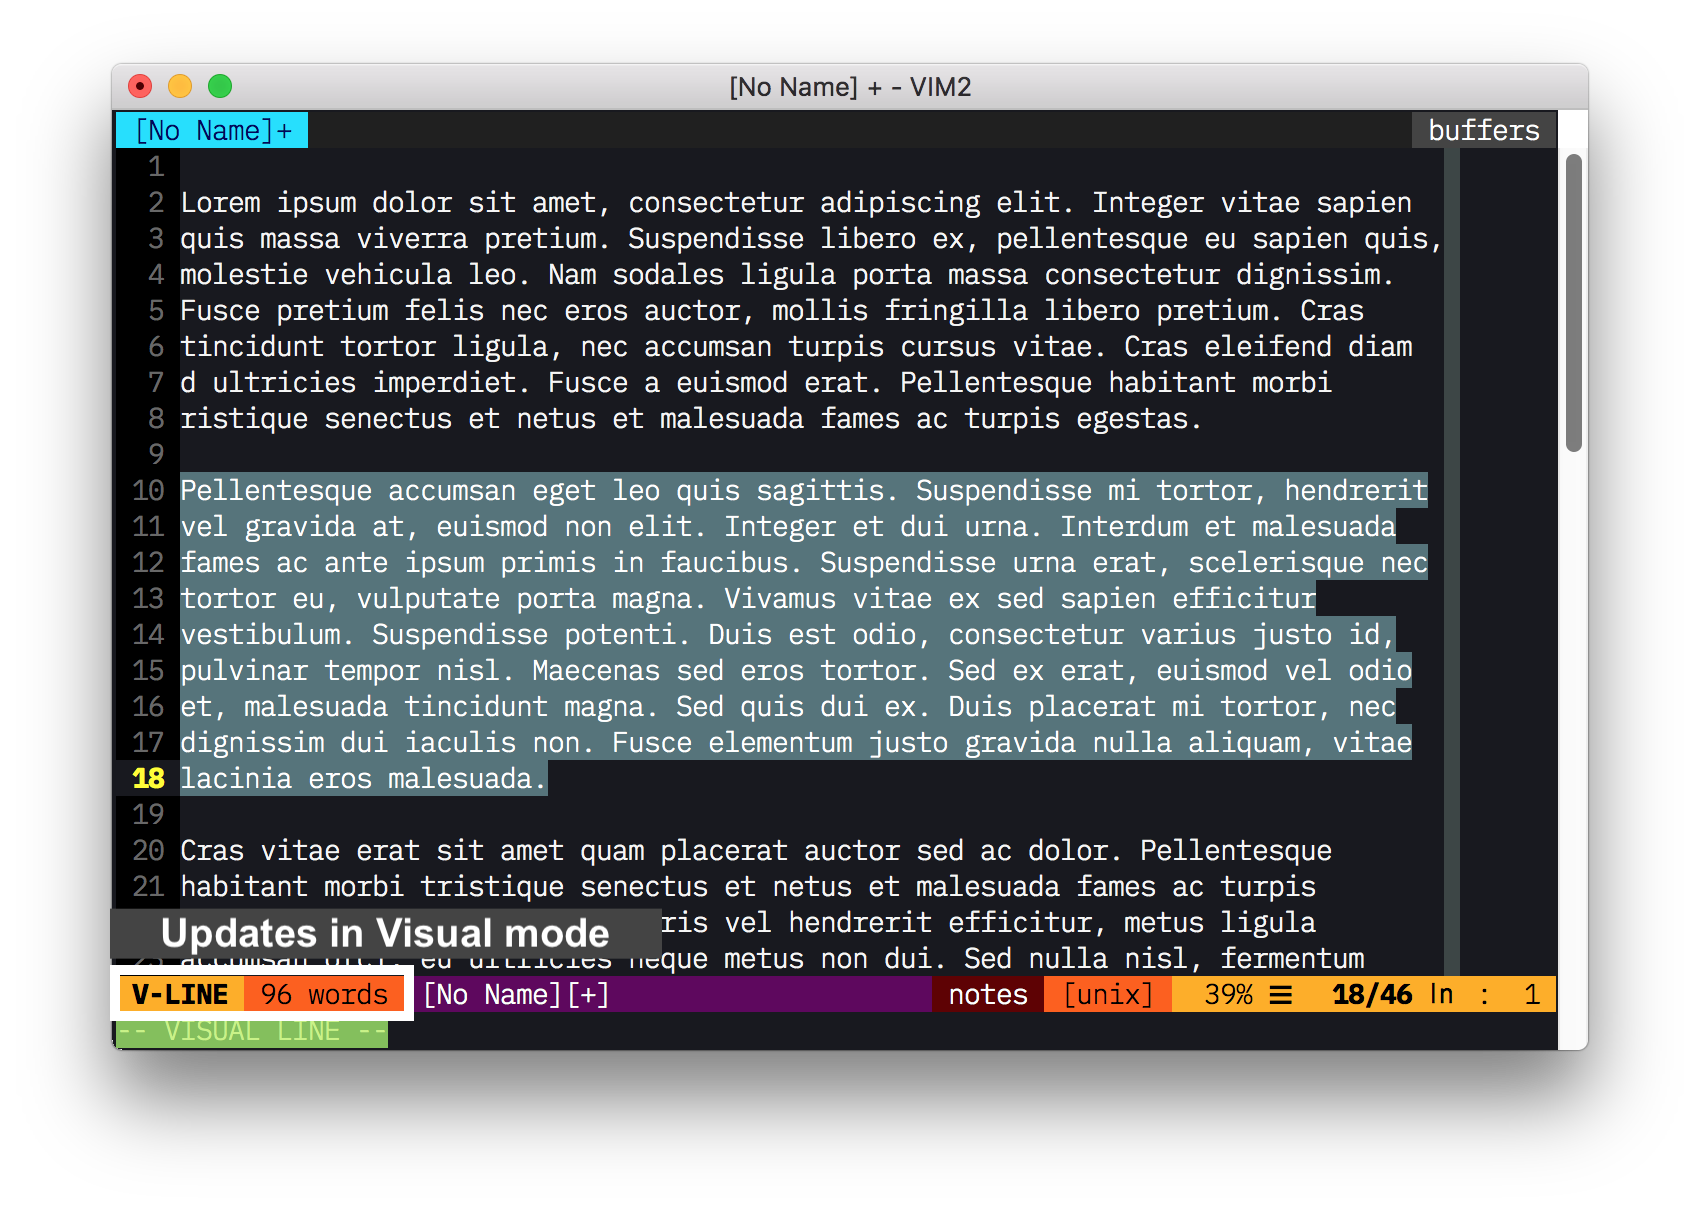 [No Name] + - VIM2
[No Name]+ buffers
1
2 Lorem ipsum dolor sit amet, consectetur adipiscing elit. Integer vitae sapien
3 quis massa viverra pretium. Suspendisse libero ex, pellentesque eu sapien quis,
4 molestie vehicula leo. Nam sodales ligula porta massa consectetur dignissim.
5 Fusce pretium felis nec eros auctor, mollis fringilla libero pretium. Cras
6 tincidunt tortor ligula, nec accumsan turpis cursus vitae. Cras eleifend diam
7 d ultricies imperdiet. Fusce a euismod erat. Pellentesque habitant morbi
8 ristique senectus et netus et malesuada fames ac turpis egestas.
9
10 Pellentesque accumsan eget leo quis sagittis. Suspendisse mi tortor, hendrerit
11 vel gravida at, euismod non elit. Integer et dui urna. Interdum et malesuada
12 fames ac ante ipsum primis in faucibus. Suspendisse urna erat, scelerisque nec
13 tortor eu, vulputate porta magna. Vivamus vitae ex sed sapien efficitur
14 vestibulum. Suspendisse potenti. Duis est odio, consectetur varius justo id,
15 pulvinar tempor nisl. Maecenas sed eros tortor. Sed ex erat, euismod vel odio
16 et, malesuada tincidunt magna. Sed quis dui ex. Duis placerat mi tortor, nec
17 dignissim dui iaculis non. Fusce elementum justo gravida nulla aliquam, vitae
18 lacinia eros malesuada.
19
20 Cras vitae erat sit amet quam placerat auctor sed ac dolor. Pellentesque
21 habitant morbi tristique senectus et netus et malesuada fames ac turpis
ris vel hendrerit efficitur, metus ligula
Updates in Visual mode
23 accumsan orci, eu ultricies neque metus non dui. Sed nulla nisl, fermentum
V-LINE 96 words [No Name][+] notes [unix] 39% ☰ 18/46 ln : 1
-- VISUAL LINE --